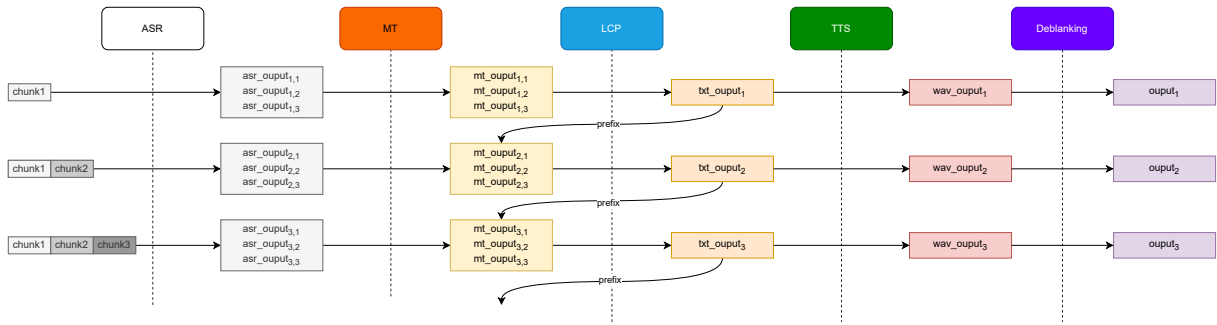 ASR MT LCP TTS Deblanking
chunk1
asr_ouput1,1
asr_ouput1,2
asr_ouput1,3
mt_ouput1,1
mt_ouput1,2
mt_ouput1,3
txt_ouput1
wav_ouput1
ouput1
prefix
chunk1 chunk2
asr_ouput2,1
asr_ouput2,2
asr_ouput2,3
mt_ouput2,1
mt_ouput2,2
mt_ouput2,3
txt_ouput2
wav_ouput2
ouput2
prefix
chunk1 chunk2 chunk3
asr_ouput3,1
asr_ouput3,2
asr_ouput3,3
mt_ouput3,1
mt_ouput3,2
mt_ouput3,3
txt_ouput3
wav_ouput3
ouput3
prefix